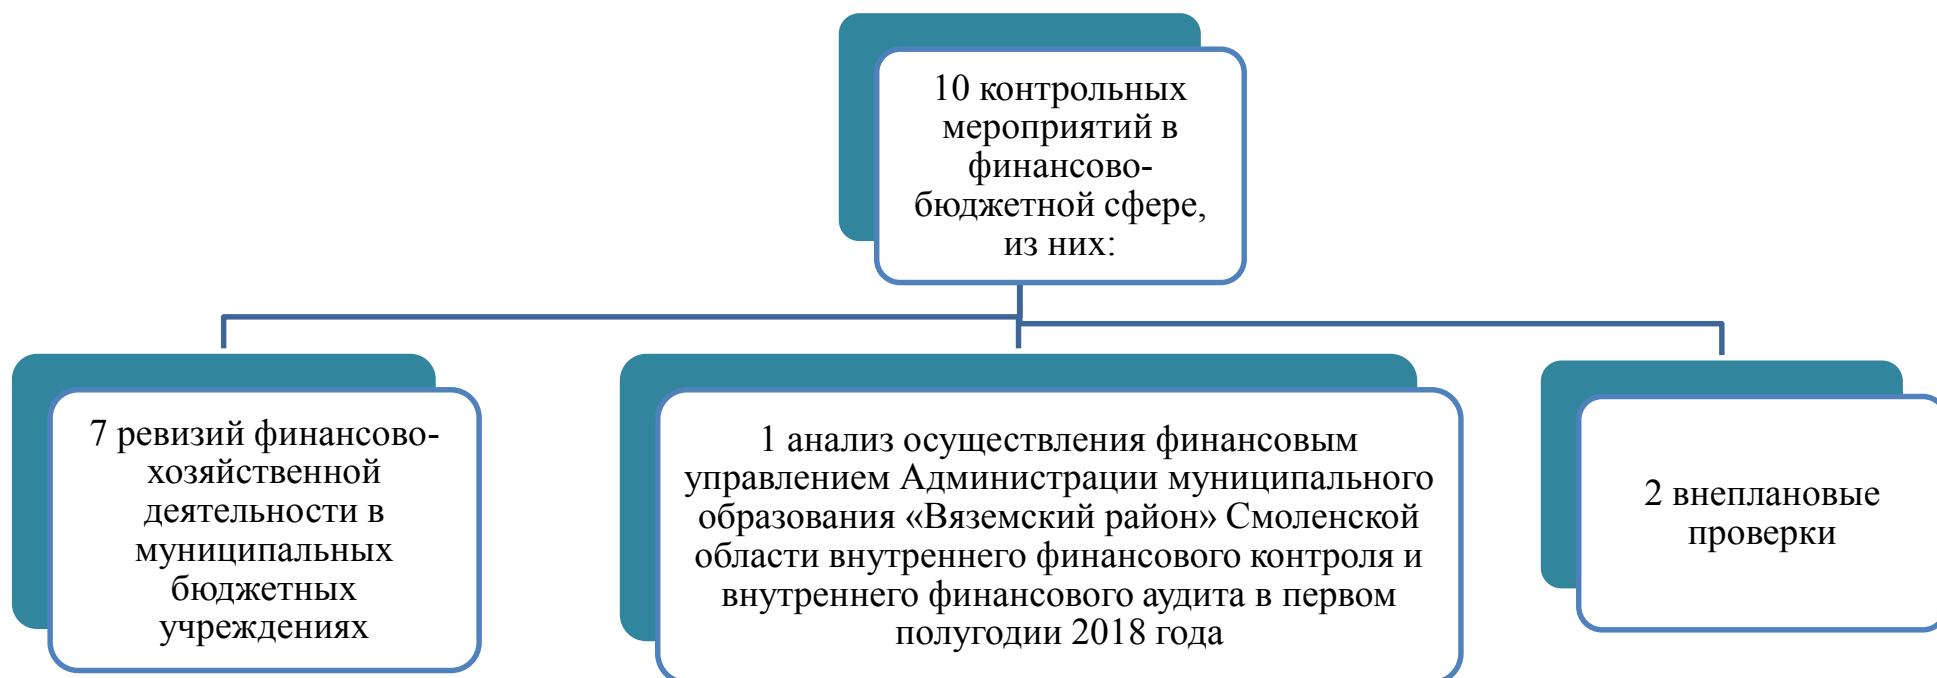 10 контрольных
мероприятий в
финансово-
бюджетной сфере,
из них:
7 ревизий финансово-
хозяйственной
деятельности в
муниципальных
бюджетных
учреждениях
1 анализ осуществления финансовым
управлением Администрации муниципального
образования «Вяземский район» Смоленской
области внутреннего финансового контроля и
внутреннего финансового аудита в первом
полугодии 2018 года
2 внеплановые
проверки